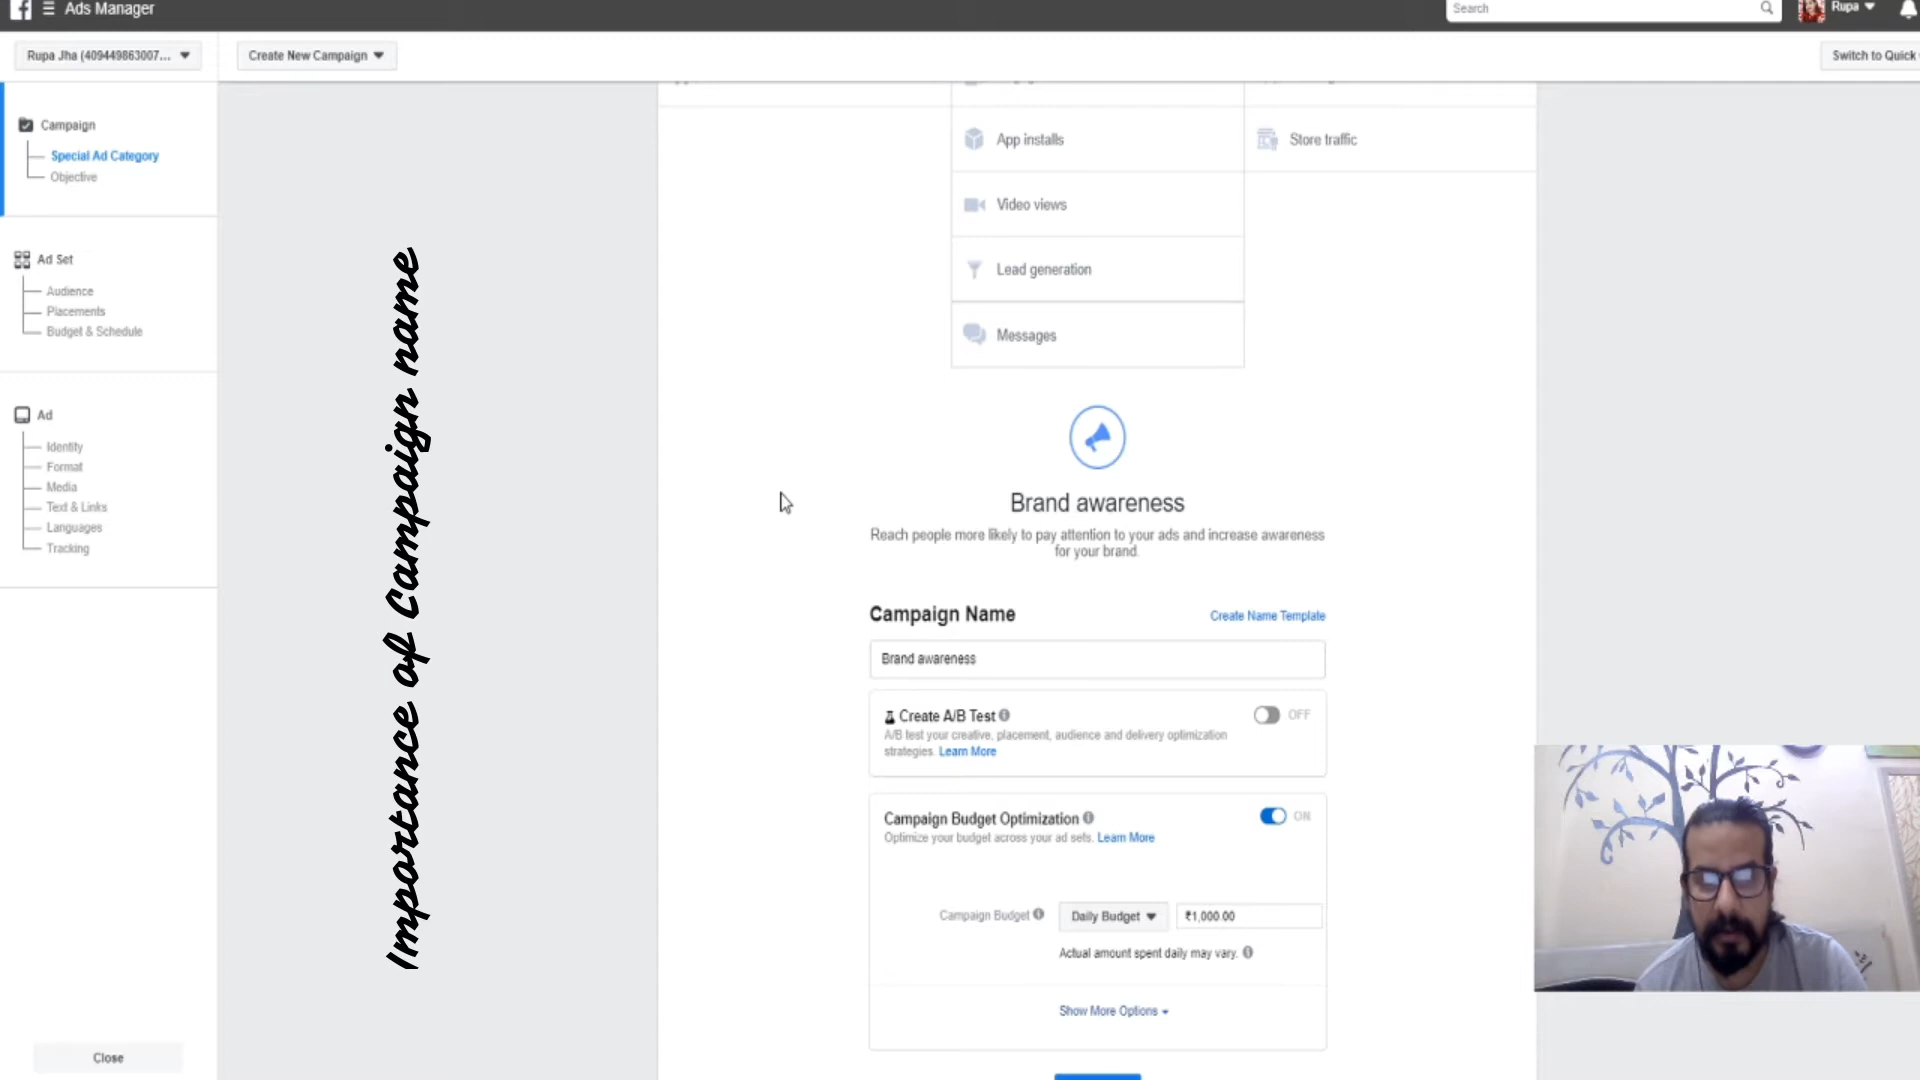 Ads Manager
Search
Rupa
Rupa Jha (409449863007...
Create New Campaign
Switch to Quick
Campaign
Special Ad Category
Objective
Ad Set
Audience
Placements
Budget & Schedule
Ad
Identity
Format
Media
Text & Links
Languages
Tracking
Close
Importance of Campaign name
App installs
Store traffic
Video views
Lead generation
Messages
Brand awareness
Reach people more likely to pay attention to your ads and increase awareness
for your brand.
Campaign Name
Create Name Template
Brand awareness
Create A/B Test
OFF
A/B test your creative, placement, audience and delivery optimization
strategies. Learn More
Campaign Budget Optimization
ON
Optimize your budget across your ad sets. Learn More
Campaign Budget
Daily Budget
₹1,000.00
Actual amount spent daily may vary.
Show More Options